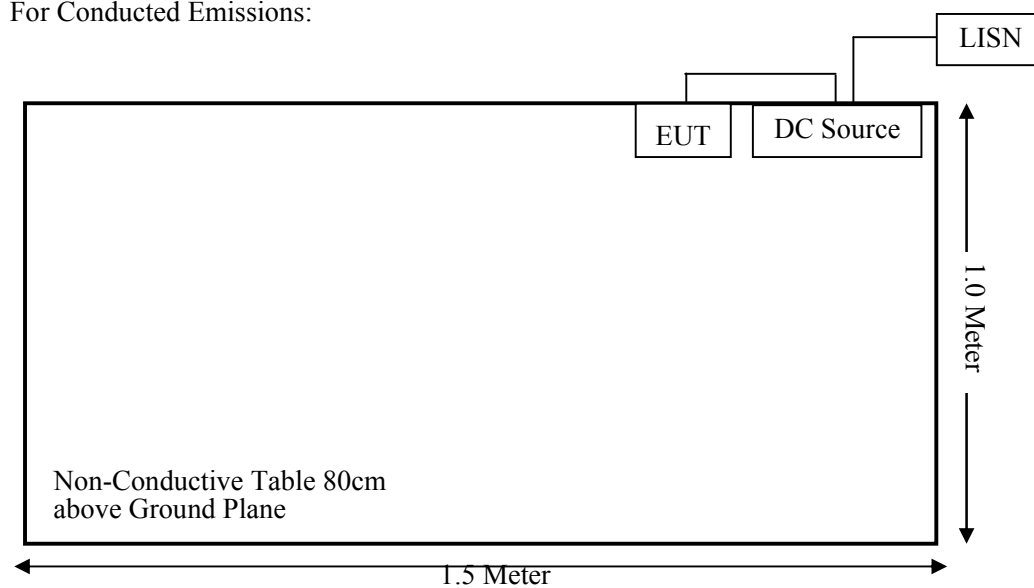 For Conducted Emissions:
LISN
EUT
DC Source
1.0 Meter
Non-Conductive Table 80cm
above Ground Plane
1.5 Meter